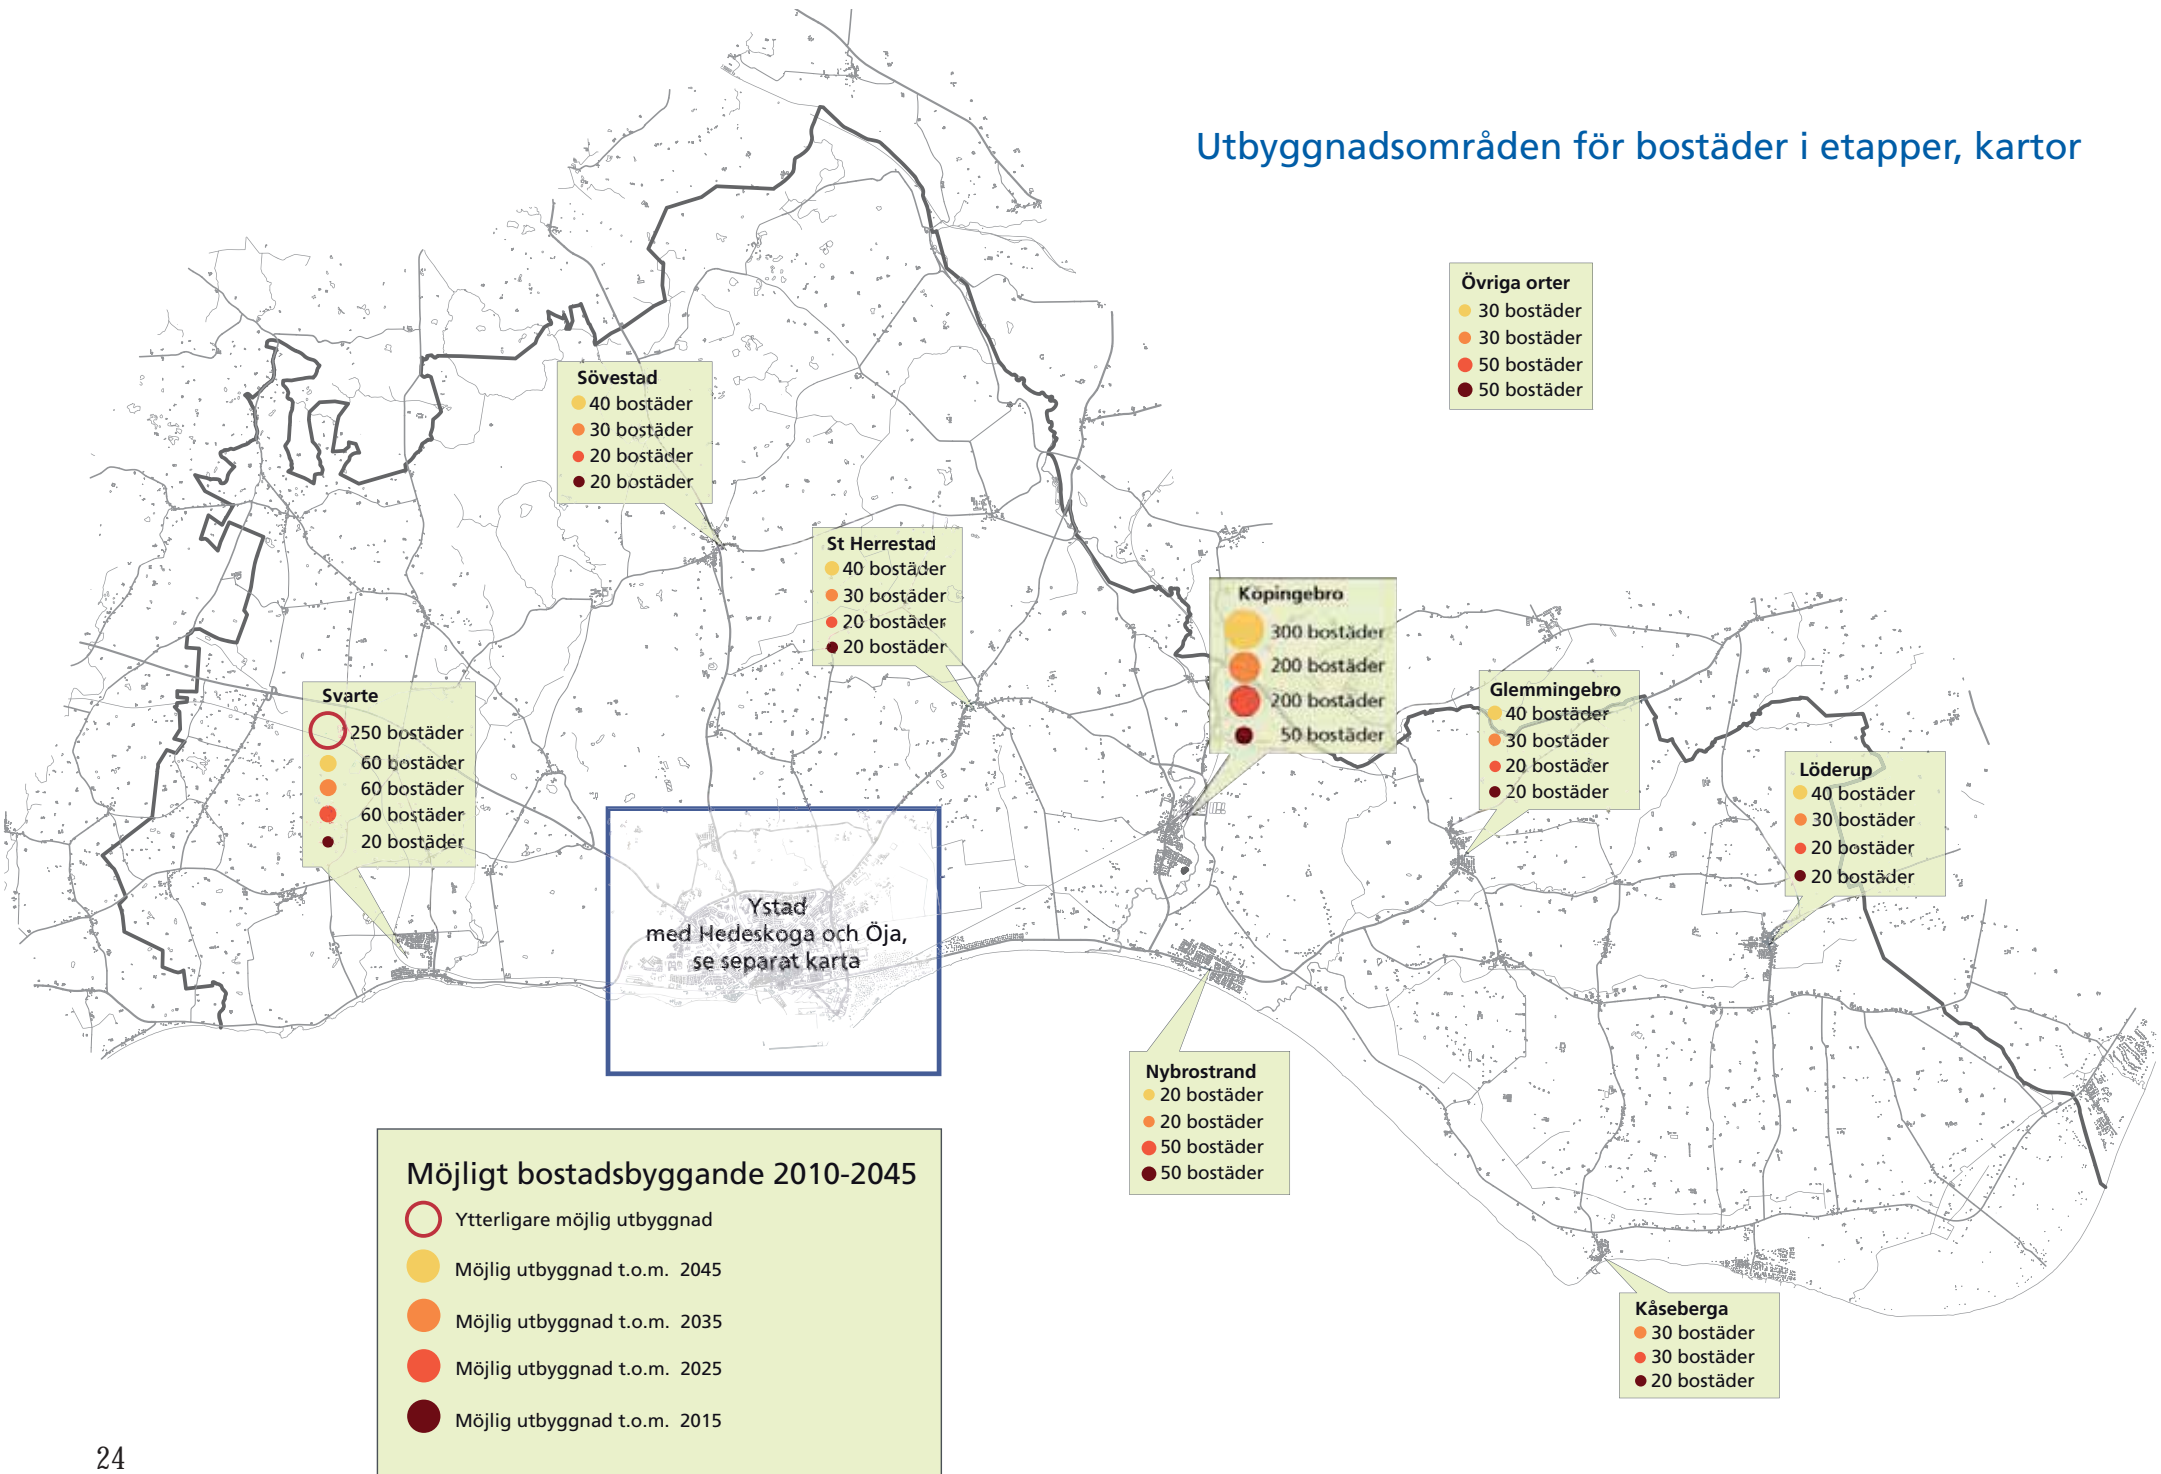 Utbyggnadsområden för bostäder i etapper, kartor
Övriga orter
30 bostäder
30 bostäder
50 bostäder
50 bostäder
Sövestad
40 bostäder
30 bostäder
20 bostäder
20 bostäder
St Herrestad
40 bostäder
30 bostäder
20 bostäder
20 bostäder
Köpingebro
300 bostäder
200 bostäder
200 bostäder
50 bostäder
Glemmingebro
40 bostäder
30 bostäder
20 bostäder
20 bostäder
Svarte
250 bostäder
60 bostäder
60 bostäder
60 bostäder
20 bostäder
Löderup
40 bostäder
30 bostäder
20 bostäder
20 bostäder
Ystad
med Hedeskoga och Öja,
se separat karta
Nybrostrand
20 bostäder
20 bostäder
50 bostäder
50 bostäder
Kåseberga
30 bostäder
30 bostäder
20 bostäder
Möjligt bostadsbyggande 2010-2045
Ytterligare möjlig utbyggnad
Möjlig utbyggnad t.o.m. 2045
Möjlig utbyggnad t.o.m. 2035
Möjlig utbyggnad t.o.m. 2025
Möjlig utbyggnad t.o.m. 2015
24